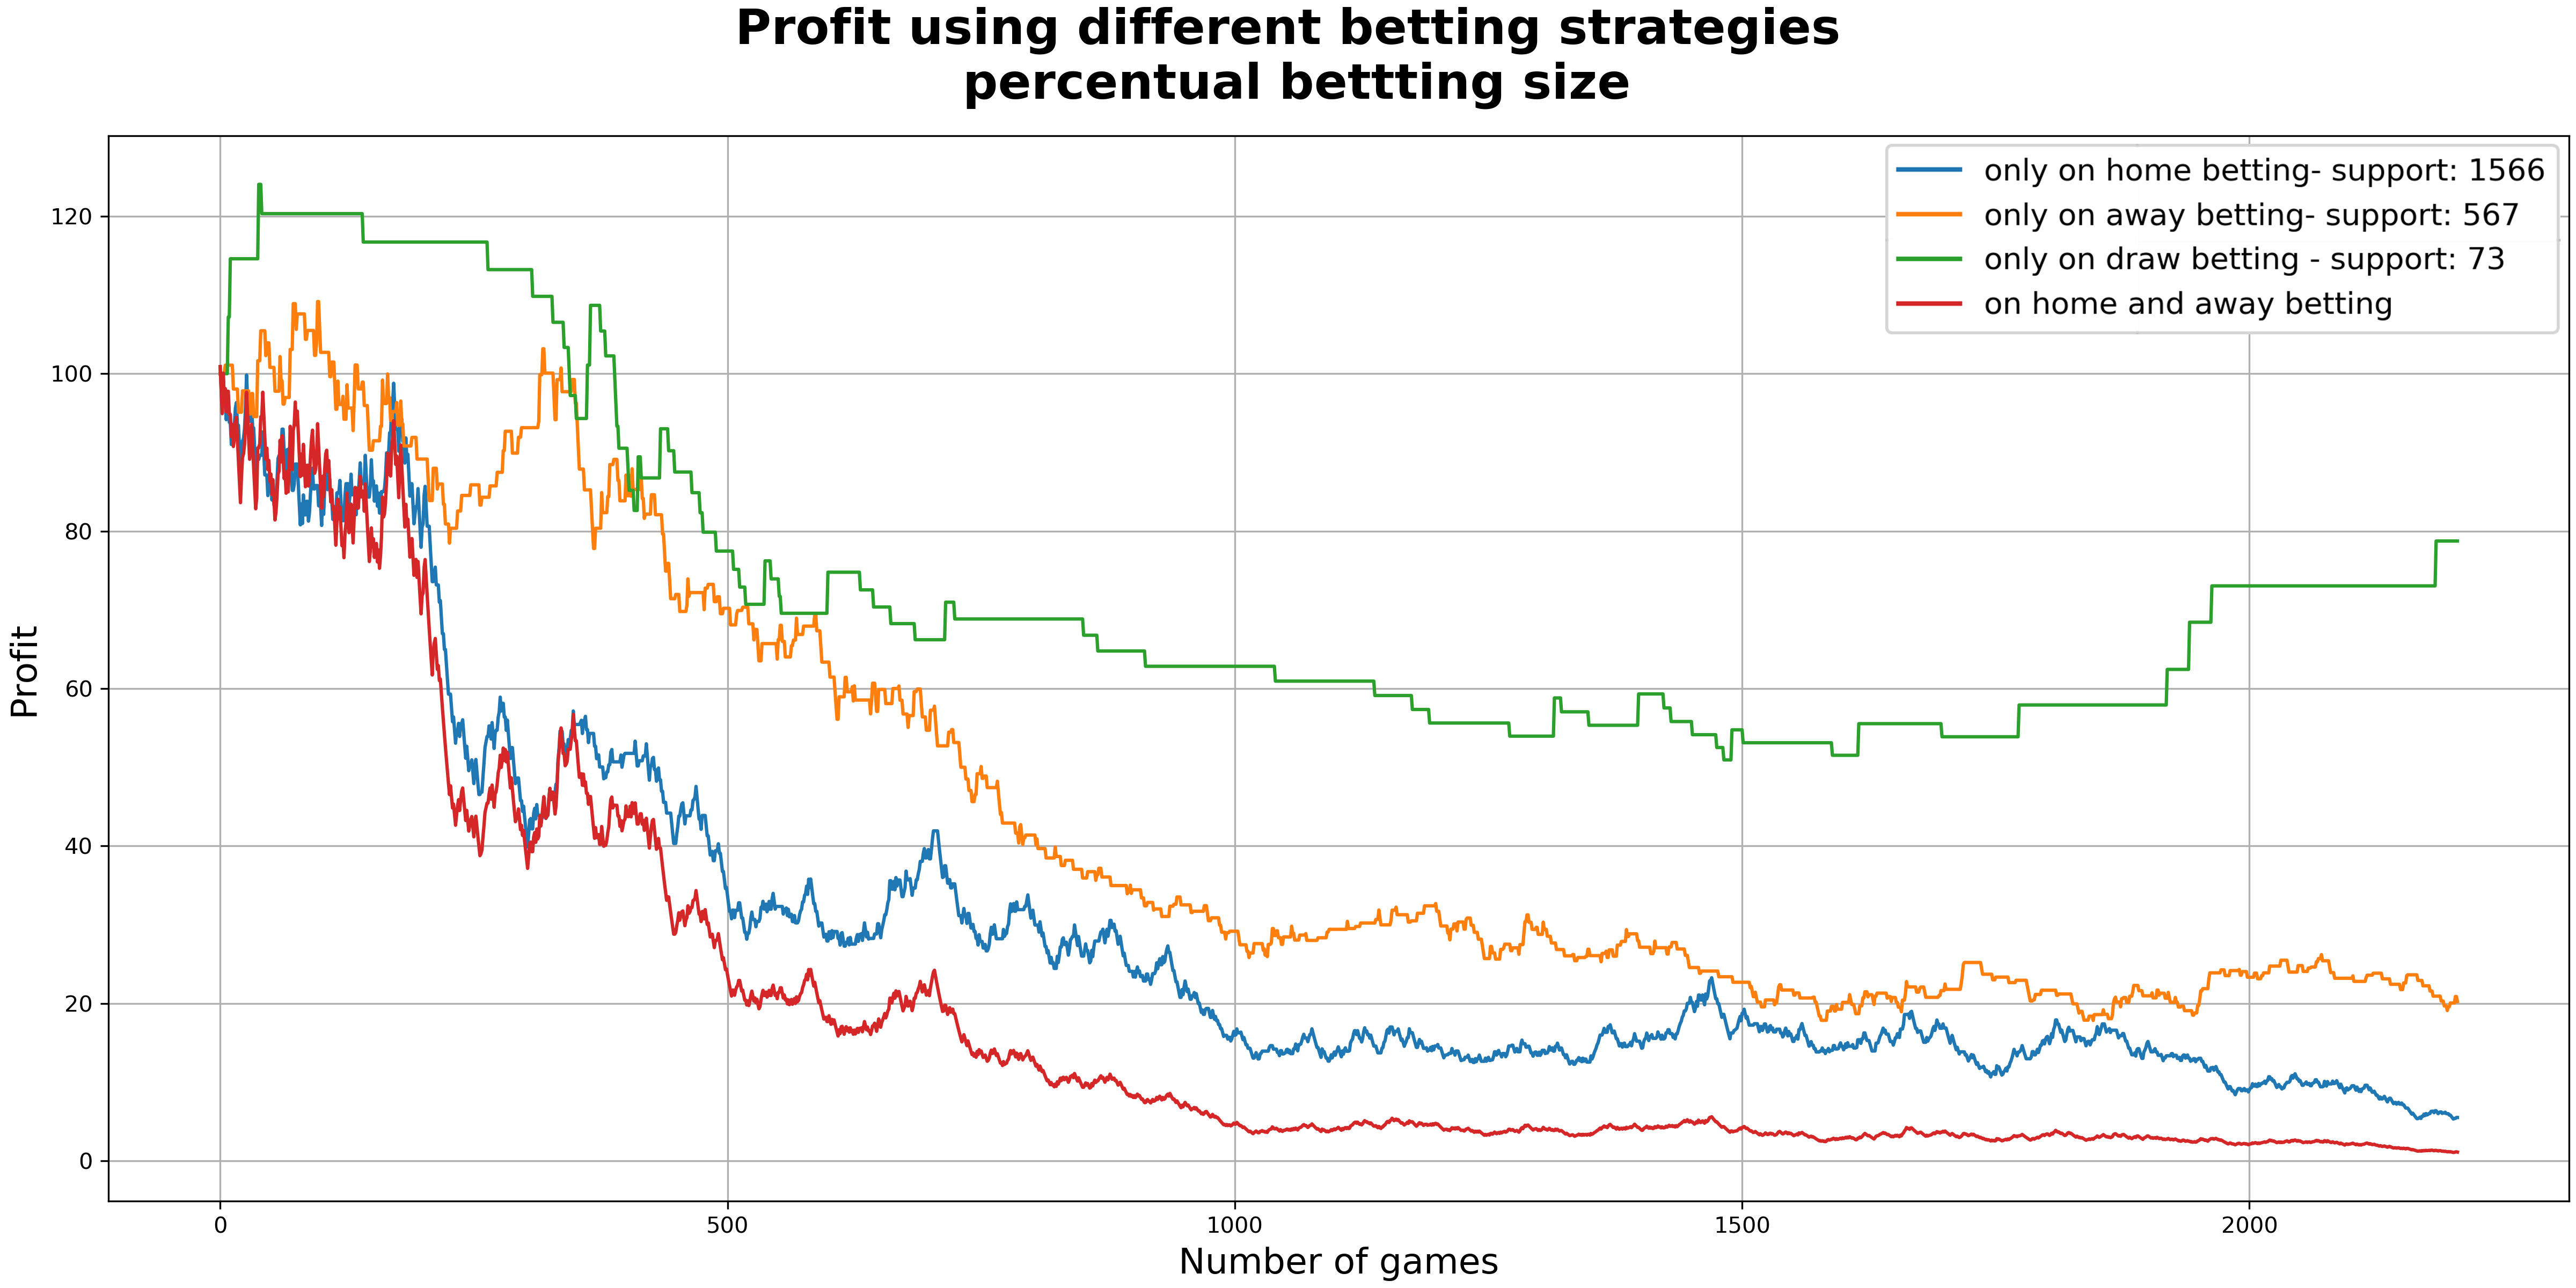 Profit using different betting strategies
percentual bettting size
only on home betting- support: 1566
only on away betting- support: 567
only on draw betting - support: 73
on home and away betting
Profit
120
100
80
60
40
20
0
0 500 1000 1500 2000
Number of games